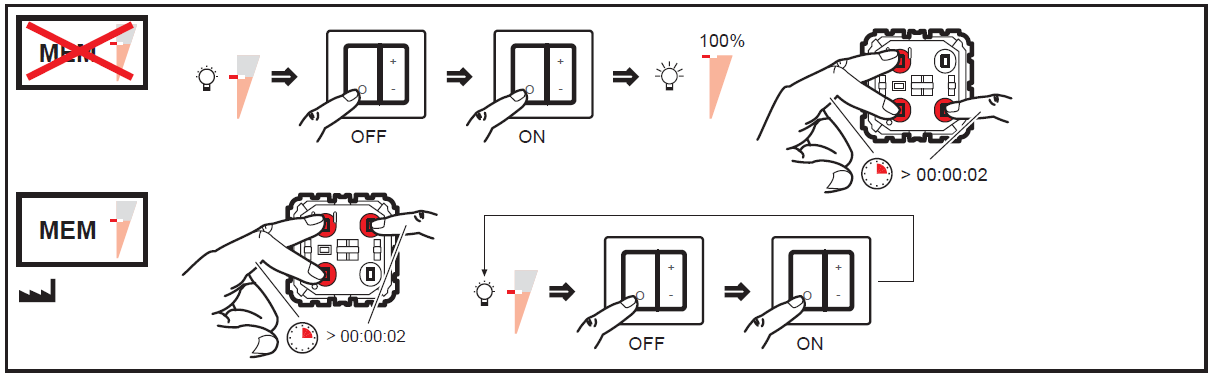 MEM
100%
+
O
-
OFF
+
O
-
ON
> 00:00:02
MEM
> 00:00:02
+
O
-
OFF
+
O
-
ON